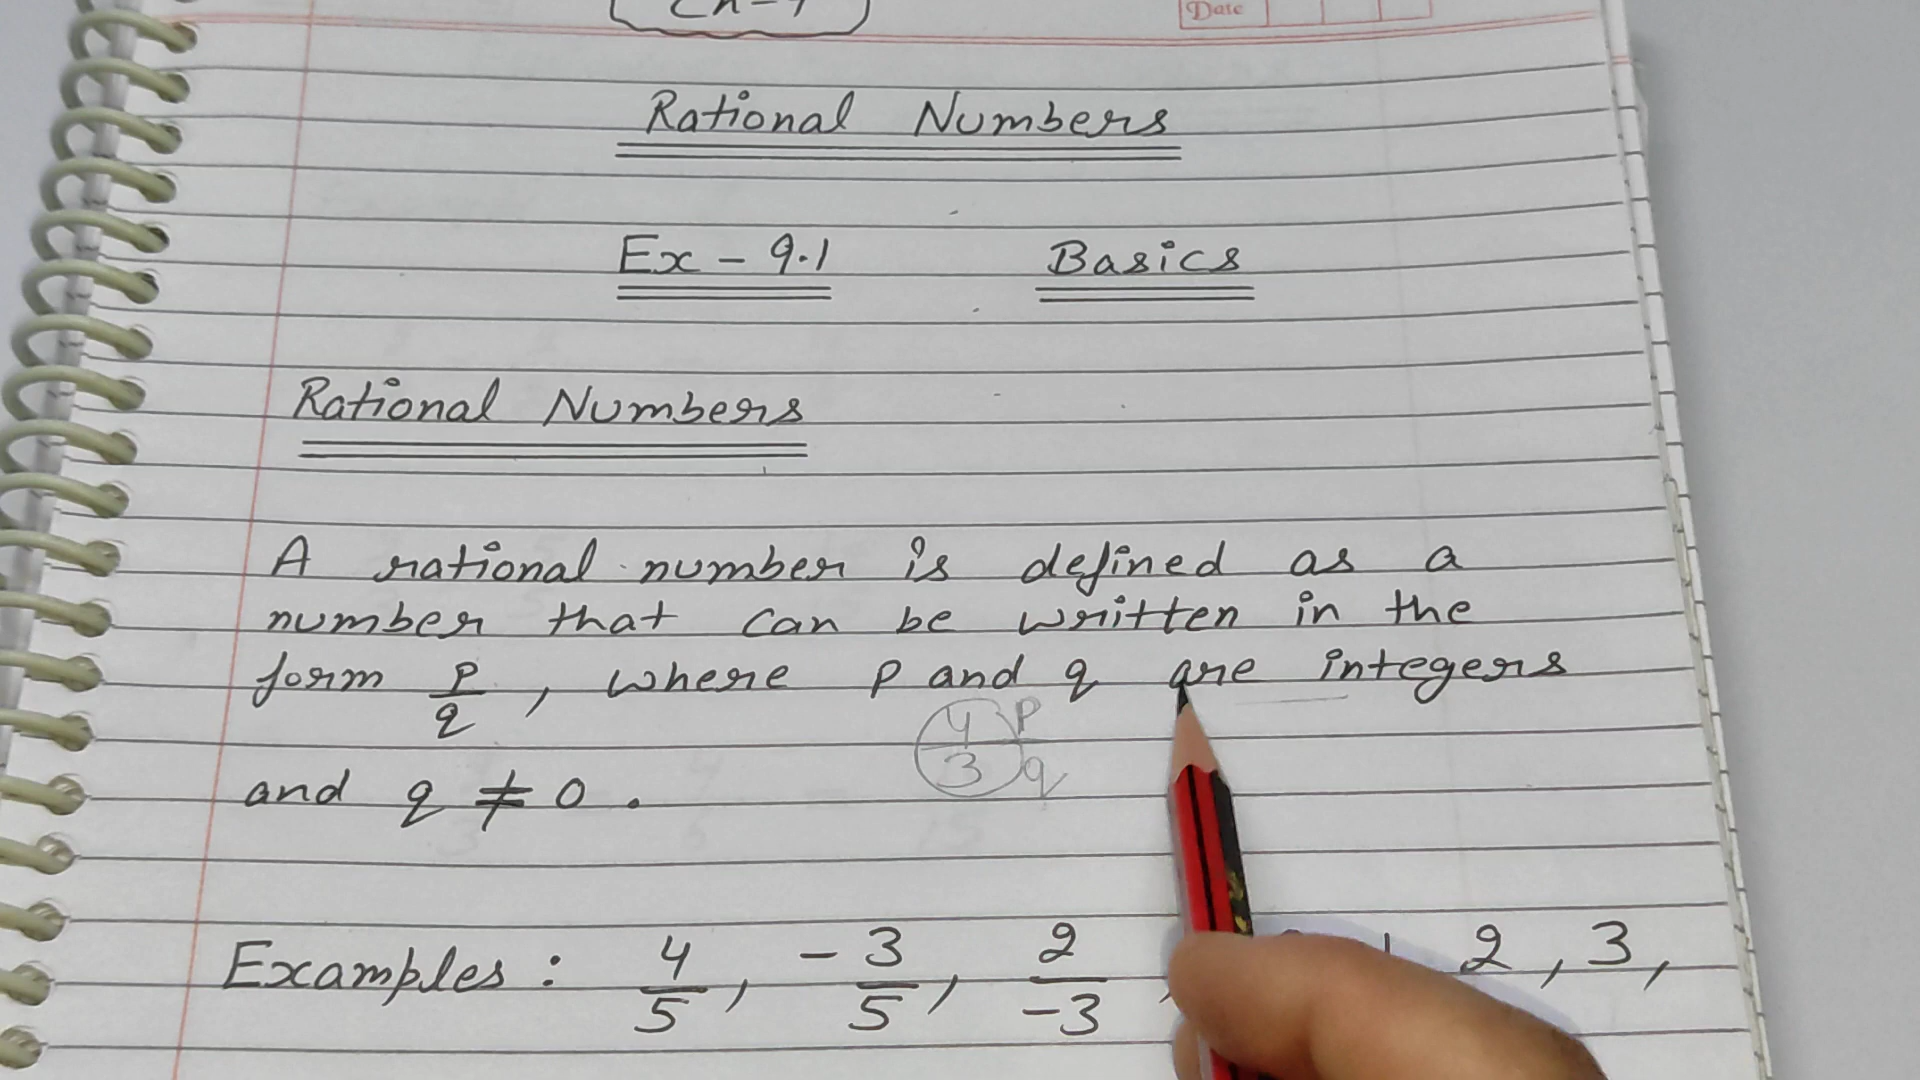 Date
Rational Numbers
Ex - 9.1 Basics
Rational Numbers
A rational number is defined as a
number that can be written in the
form p/q, where p and q are integers
4/3 p/q
and q ≠ 0.
Examples: 4/5, -3/5, 2/-3, 2, 3,